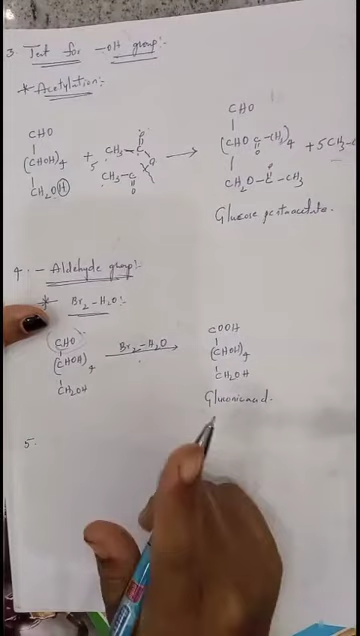 3. Test for -OH group:-
* Acetylation:-
CHO
(CHOH)4 + 5 CH3-C=O O CH3-C=O → CHO (CHO C-CH3)4 + 5CH3-C
CH2OH
O
CH2O-C-CH3
O
Glucose pentaacetate.
4. - Aldehyde group:-
* Br2-H2O:-
CHO COOH
(CHOH)4 Br2-H2O → (CHOH)4
CH2OH CH2OH
Gluconic acid.
5.